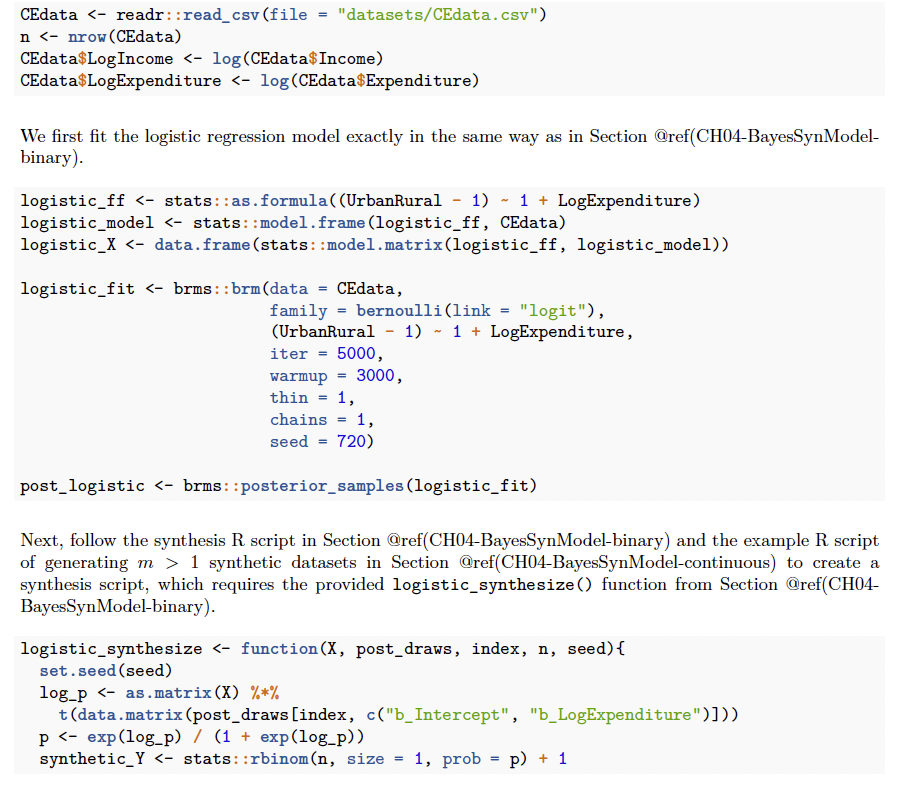 CEdata <- readr::read_csv(file = "datasets/CEdata.csv")
n <- nrow(CEdata)
CEdata$LogIncome <- log(CEdata$Income)
CEdata$LogExpenditure <- log(CEdata$Expenditure)
We first fit the logistic regression model exactly in the same way as in Section @ref(CH04-BayesSynModel-
binary).
logistic_ff <- stats::as.formula((UrbanRural - 1) ~ 1 + LogExpenditure)
logistic_model <- stats::model.frame(logistic_ff, CEdata)
logistic_X <- data.frame(stats::model.matrix(logistic_ff, logistic_model))
logistic_fit <- brms::brm(data = CEdata,
family = bernoulli(link = "logit"),
(UrbanRural - 1) ~ 1 + LogExpenditure,
iter = 5000,
warmup = 3000,
thin = 1,
chains = 1,
seed = 720)
post_logistic <- brms::posterior_samples(logistic_fit)
Next, follow the synthesis R script in Section @ref(CH04-BayesSynModel-binary) and the example R script
of generating m > 1 synthetic datasets in Section @ref(CH04-BayesSynModel-continuous) to create a
synthesis script, which requires the provided logistic_synthesize() function from Section @ref(CH04-
BayesSynModel-binary).
logistic_synthesize <- function(X, post_draws, index, n, seed){
set.seed(seed)
log_p <- as.matrix(X) %*%
t(data.matrix(post_draws[index, c("b_Intercept", "b_LogExpenditure")]))
p <- exp(log_p) / (1 + exp(log_p))
synthetic_Y <- stats::rbinom(n, size = 1, prob = p) + 1